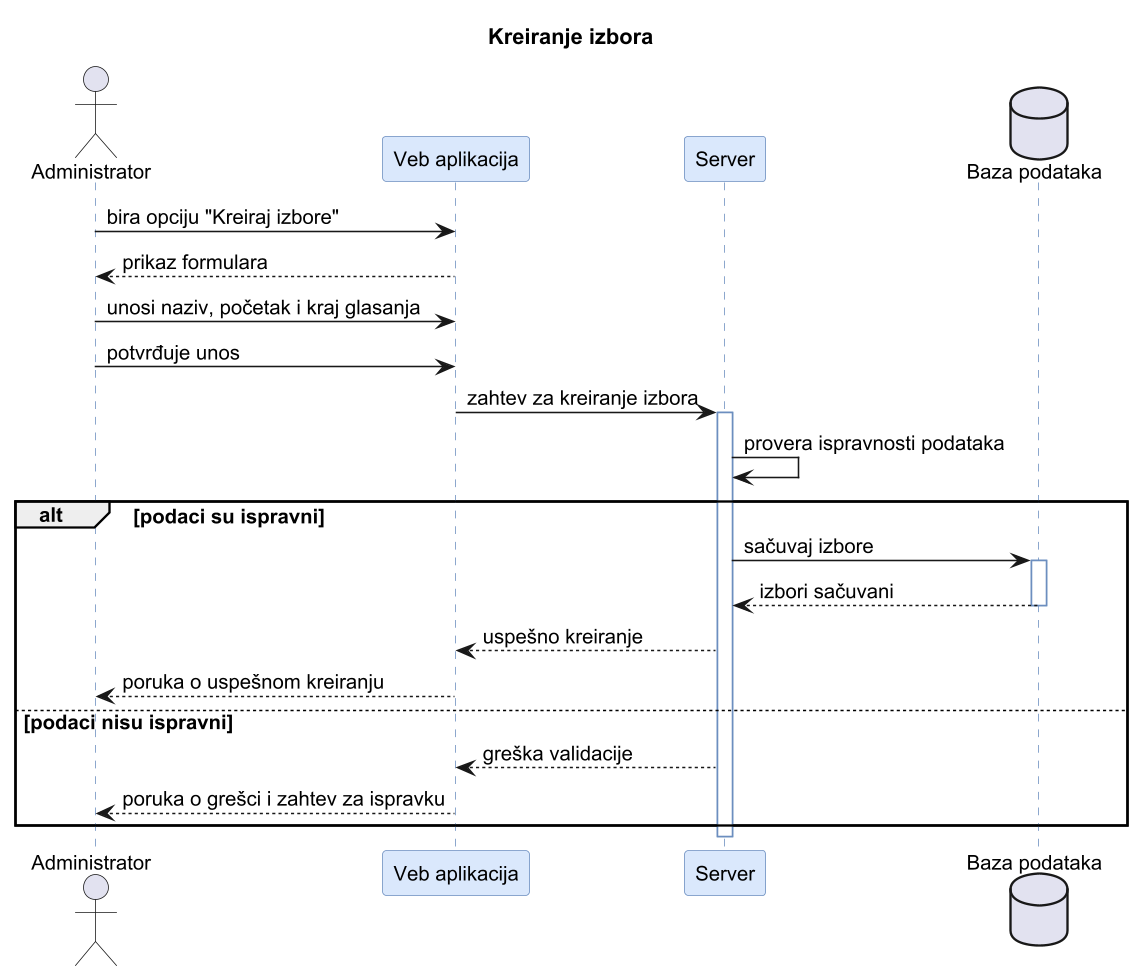 Kreiranje izbora
Administrator
Veb aplikacija
Server
Baza podataka
bira opciju "Kreiraj izbore"
prikaz formulara
unosi naziv, početak i kraj glasanja
potvrđuje unos
zahtev za kreiranje izbora
provera ispravnosti podataka
alt
[podaci su ispravni]
sačuvaj izbore
izbori sačuvani
uspešno kreiranje
poruka o uspešnom kreiranju
[podaci nisu ispravni]
greška validacije
poruka o grešci i zahtev za ispravku
Administrator
Veb aplikacija
Server
Baza podataka